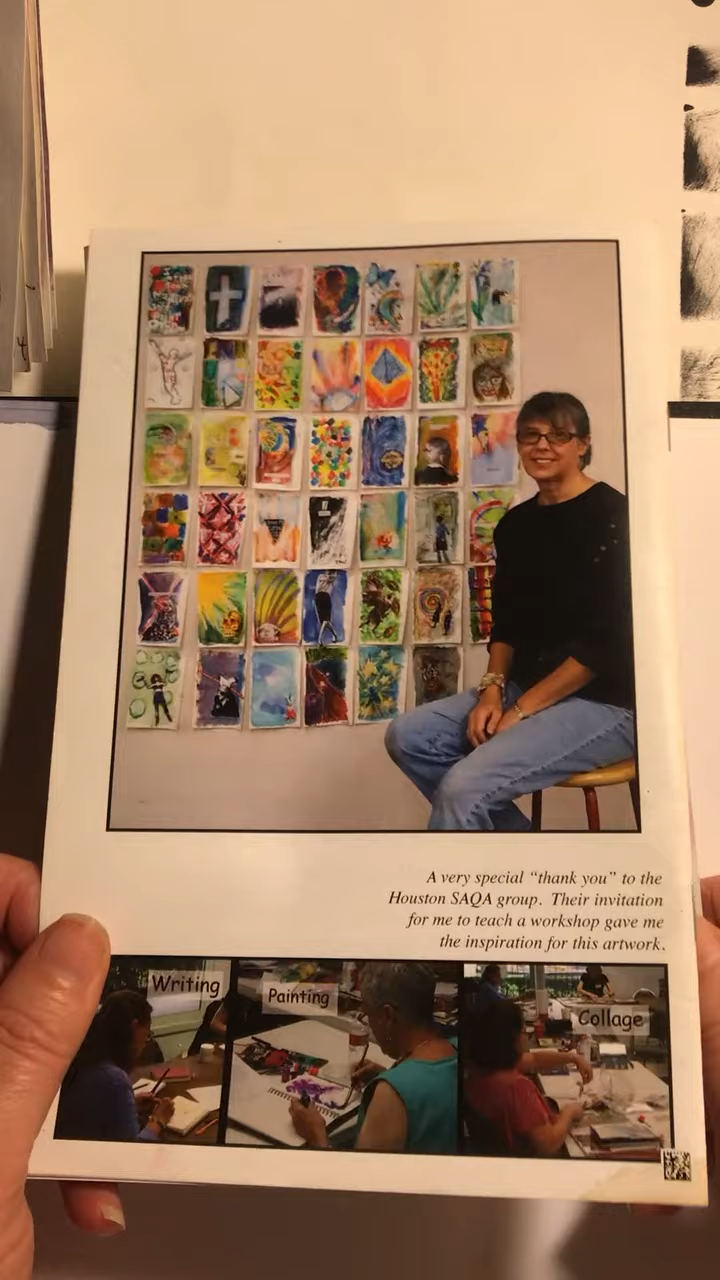 A very special “thank you” to the
Houston SAQA group. Their invitation
for me to teach a workshop gave me
the inspiration for this artwork.
Writing
Painting
Collage